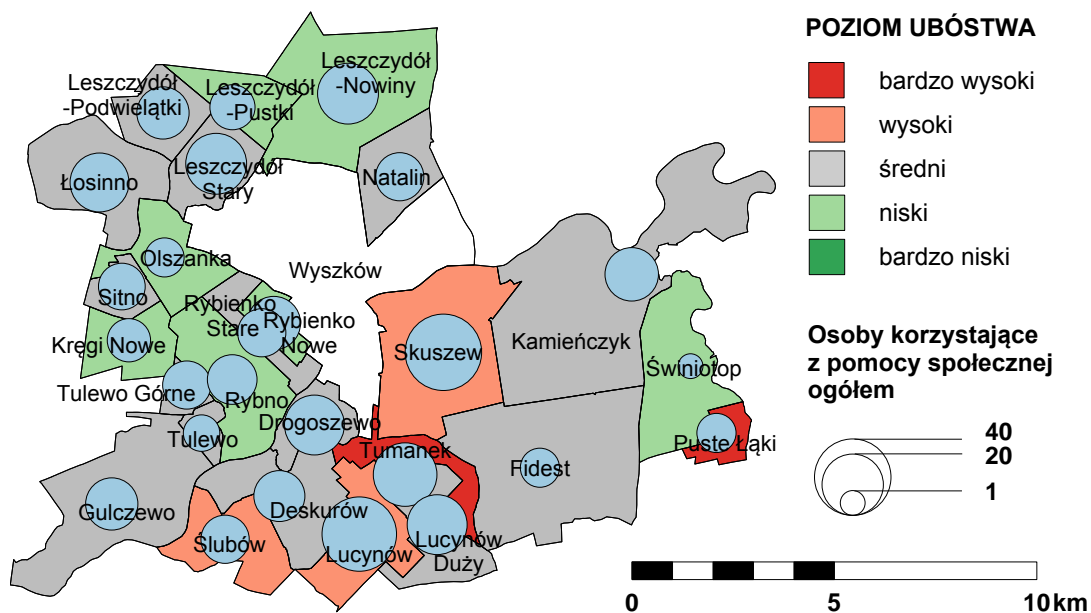 Leszczydół
-Podwielątki
Leszczydół
-Pustki
Leszczydół
-Nowiny
Łosinno
Leszczydół
Stary
Natalin
Olszanka
Sitno
Wyszków
Rybienko
Stare
Rybienko
Nowe
Kręgi Nowe
Skuszew
Kamieńczyk
Świniotop
Tulewo Górne
Rybno
Drogoszewo
Tulewo
Tumanek
Fidest
Puste Łąki
Gulczewo
Deskurów
Ślubów
Lucynów
Lucynów
Duży
POZIOM UBÓSTWA
bardzo wysoki
wysoki
średni
niski
bardzo niski
Osoby korzystające
z pomocy społecznej
ogółem
40
20
1
0 5 10 km